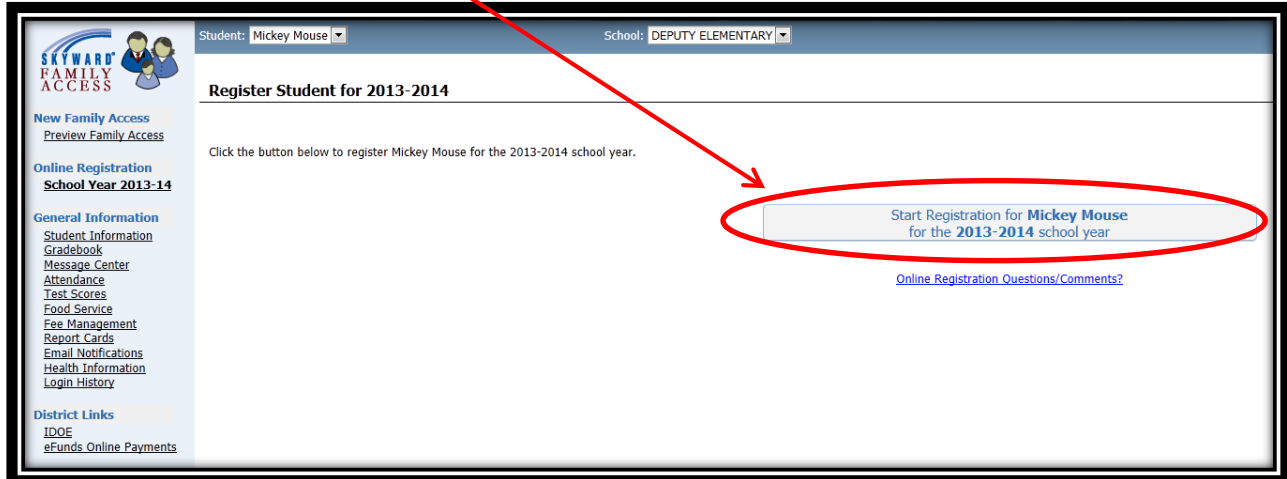 Student: Mickey Mouse School: DEPUTY ELEMENTARY
SKYWARD®
FAMILY
ACCESS
Register Student for 2013-2014
New Family Access
Preview Family Access
Click the button below to register Mickey Mouse for the 2013-2014 school year.
Online Registration
School Year 2013-14
Start Registration for Mickey Mouse
for the 2013-2014 school year
Online Registration Questions/Comments?
General Information
Student Information
Gradebook
Message Center
Attendance
Test Scores
Food Service
Fee Management
Report Cards
Email Notifications
Health Information
Login History
District Links
IDOE
eFunds Online Payments